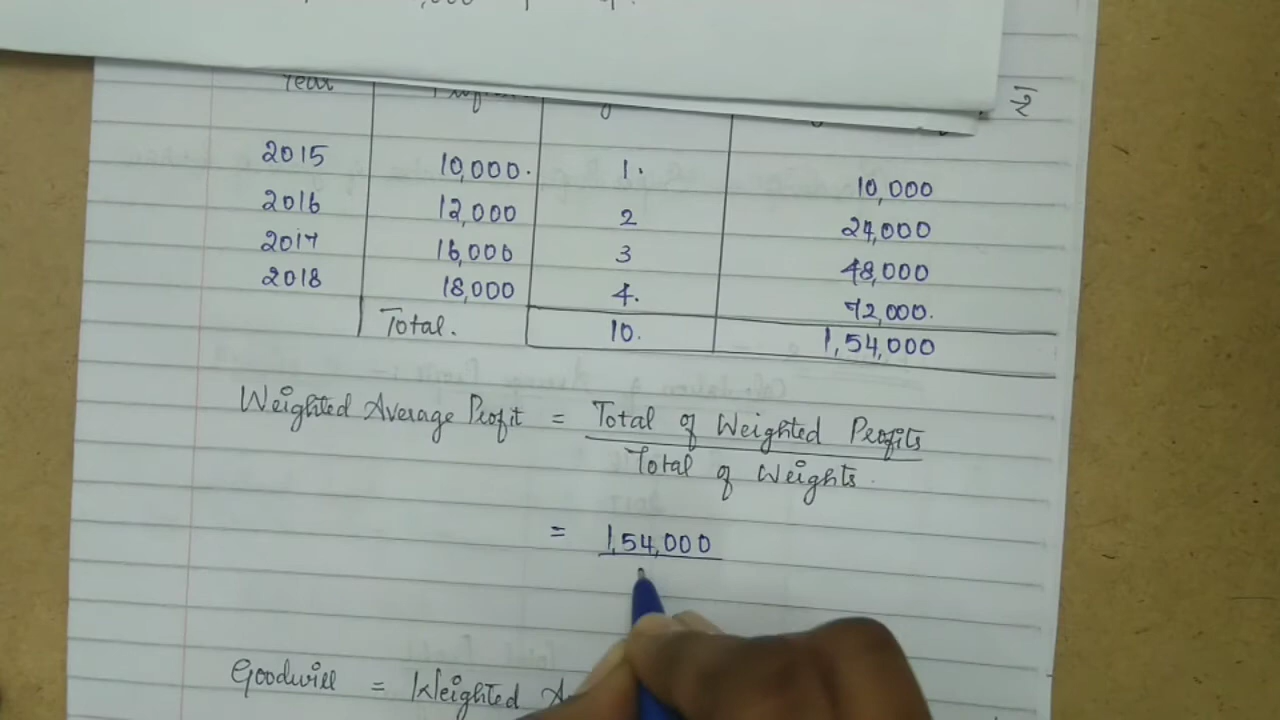 Year
2015 10,000. 1. 10,000
2016 12,000 2 24,000
2017 16,000 3 48,000
2018 18,000 4. 72,000.
Total. 10. 1,54,000
Weighted Average Profit = Total of Weighted Profits
Total of Weights.
= 1,54,000
Goodwill = Weighted